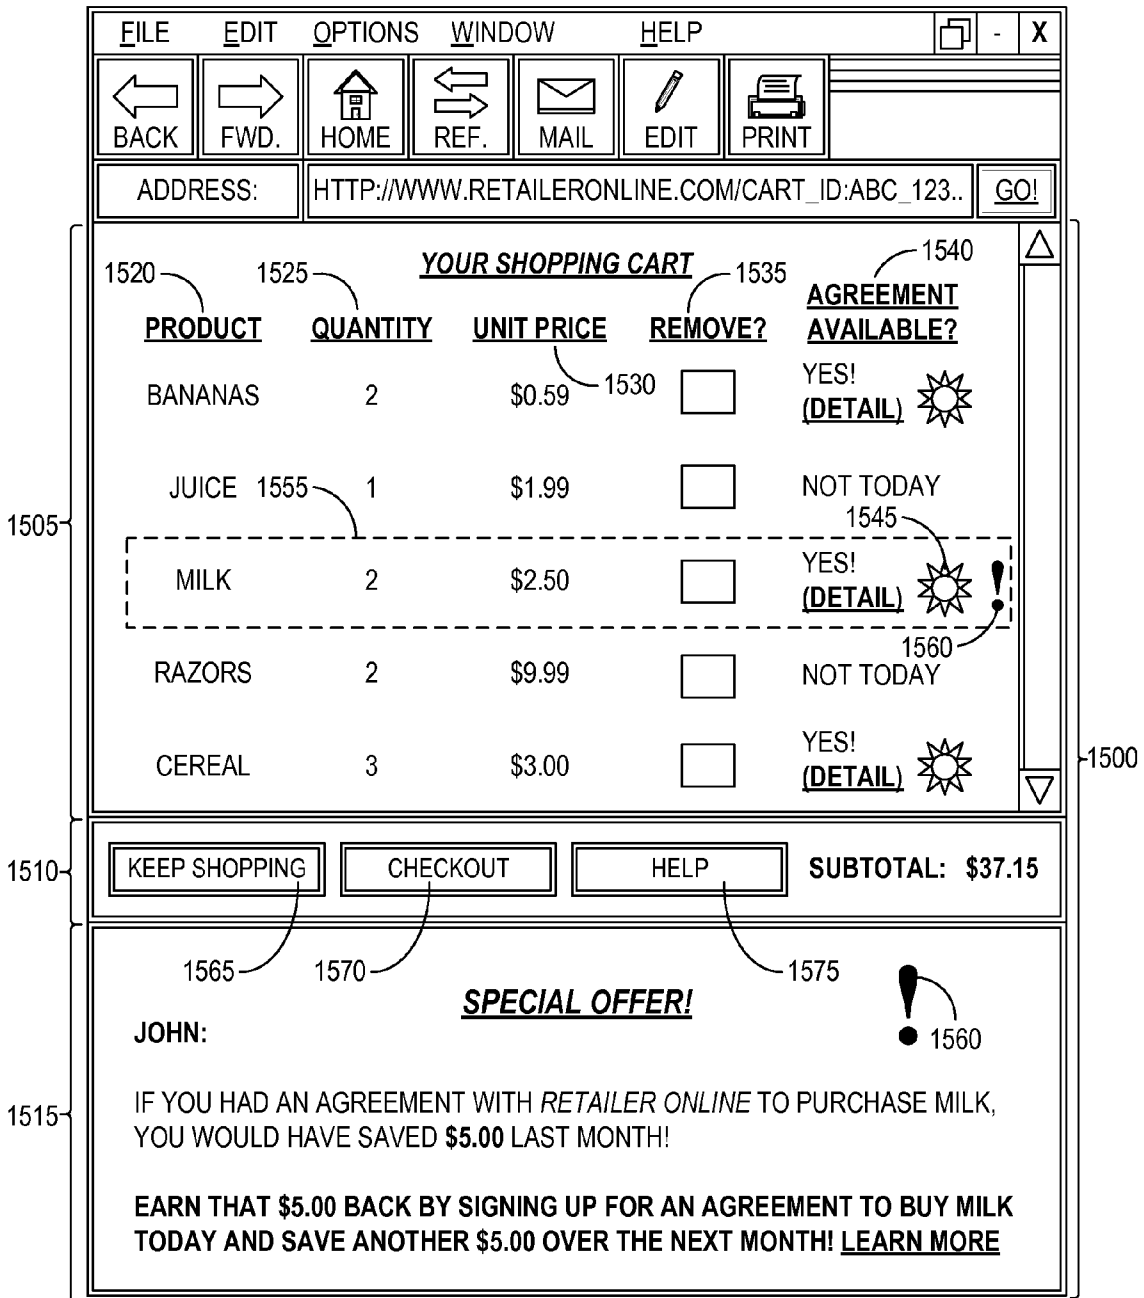 FILE EDIT OPTIONS WINDOW HELP - X
BACK FWD. HOME REF. MAIL EDIT PRINT
ADDRESS: HTTP://WWW.RETAILERONLINE.COM/CART_ID:ABC_123.. GO!
YOUR SHOPPING CART
1520 1525 1535 1540
PRODUCT QUANTITY UNIT PRICE REMOVE? AGREEMENT
AVAILABLE?
1530
BANANAS 2 $0.59 YES!
(DETAIL)
JUICE 1555 1 $1.99 NOT TODAY
1505
1545
MILK 2 $2.50 YES!
(DETAIL) !
1560
RAZORS 2 $9.99 NOT TODAY
CEREAL 3 $3.00 YES!
(DETAIL)
1500
1510
KEEP SHOPPING CHECKOUT HELP SUBTOTAL: $37.15
1565 1570 1575
SPECIAL OFFER! !
1560
JOHN:
1515
IF YOU HAD AN AGREEMENT WITH RETAILER ONLINE TO PURCHASE MILK,
YOU WOULD HAVE SAVED $5.00 LAST MONTH!
EARN THAT $5.00 BACK BY SIGNING UP FOR AN AGREEMENT TO BUY MILK
TODAY AND SAVE ANOTHER $5.00 OVER THE NEXT MONTH! LEARN MORE